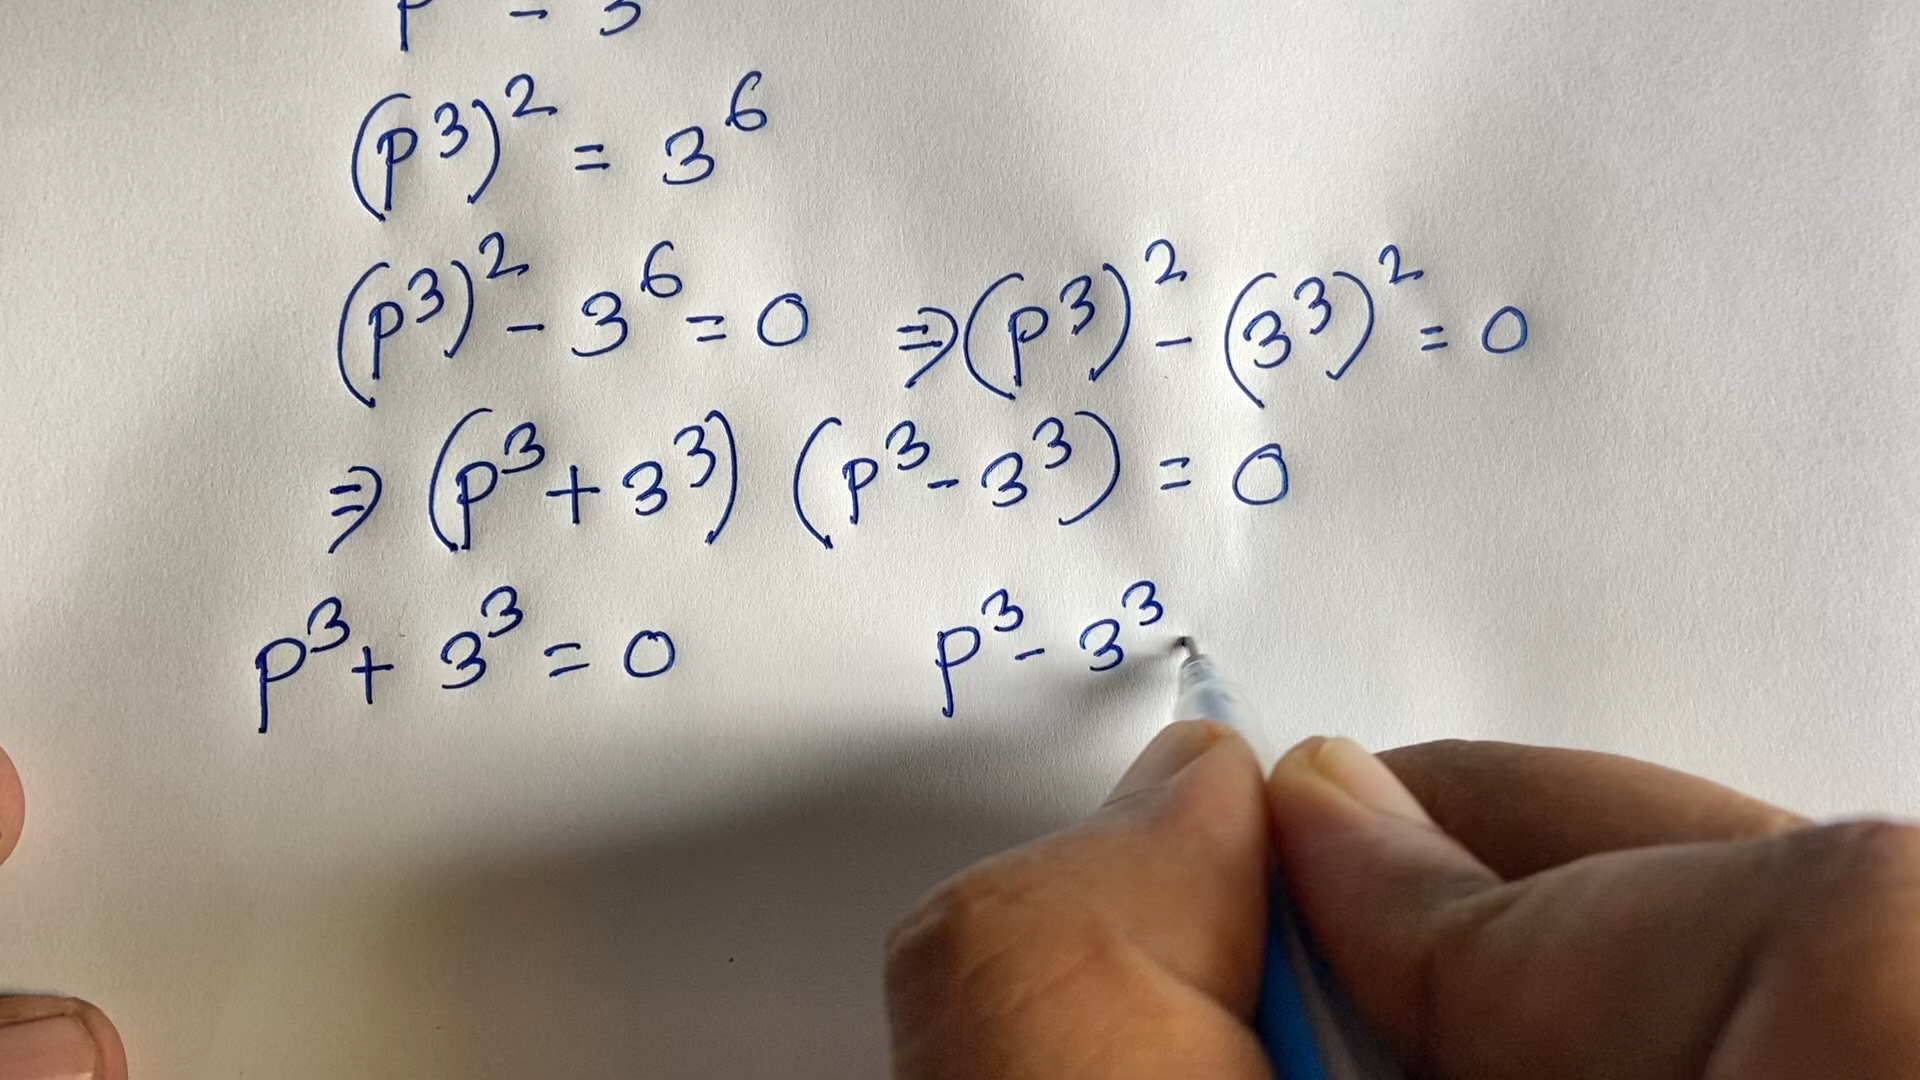 (p³)² = 3⁶
(p³)² - 3⁶ = 0 ⇒ (p³)² - (3³)² = 0
⇒ (p³ + 3³) (p³ - 3³) = 0
p³ + 3³ = 0 p³ - 3³